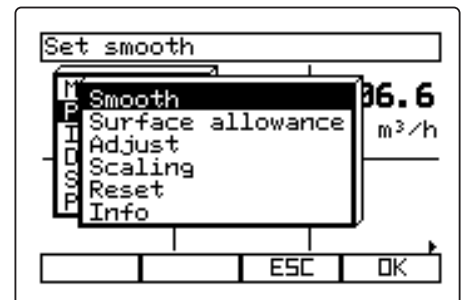 Set smooth
M
P
I
D
S
P
Smooth
Surface allowance
Adjust
Scaling
Reset
Info
06.6
m³/h
ESC
OK